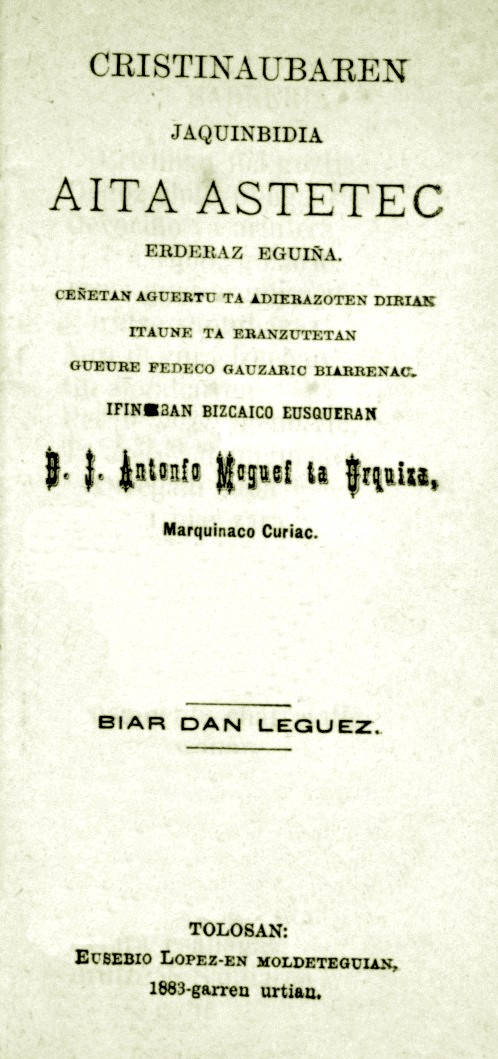 CRISTINAUBAREN
JAQUINBIDIA
AITA ASTETEC
ERDERAZ EGUIÑA.
CEÑETAN AGUERTU TA ADIERAZOTEN DIRIAN
ITAUNE TA ERANZUTETAN
GUEURE FEDECO GAUZARIC BIARRENAC.
BIZCAICO EUSQUERAN
D. J. Antonio Moguel ta Urquiza,
Marquinaco Curiac.
BIAR DAN LEGUEZ.
TOLOSAN:
EUSEBIO LOPEZ-EN MOLDETEGUIAN,
1883-garren urtian.